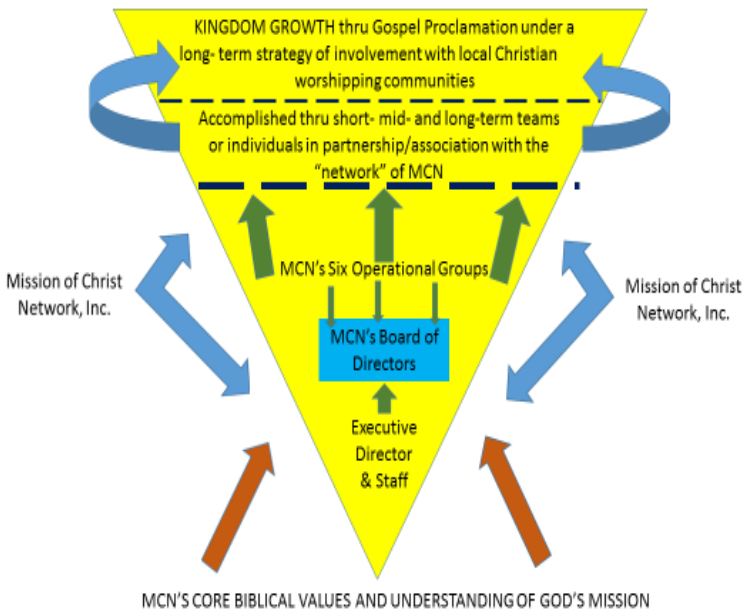 KINGDOM GROWTH thru Gospel Proclamation under a
long- term strategy of involvement with local Christian
worshipping communities
Accomplished thru short- mid- and long-term teams
or individuals in partnership/association with the
“network” of MCN
MCN’s Six Operational Groups
Mission of Christ
Network, Inc.
Mission of Christ
Network, Inc.
MCN’s Board of
Directors
Executive
Director
& Staff
MCN’S CORE BIBLICAL VALUES AND UNDERSTANDING OF GOD’S MISSION